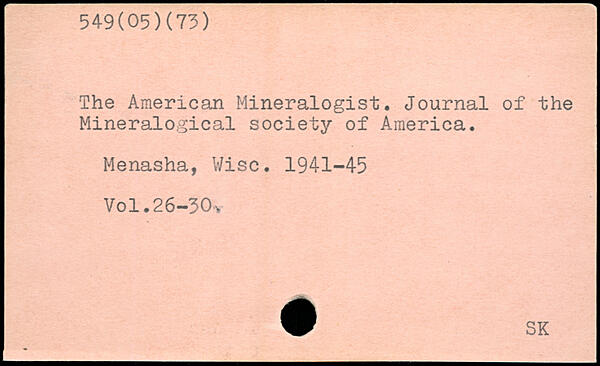 549(05)(73)
The American Mineralogist. Journal of the
Mineralogical society of America.
Menasha, Wisc. 1941-45
Vol.26-30.
SK